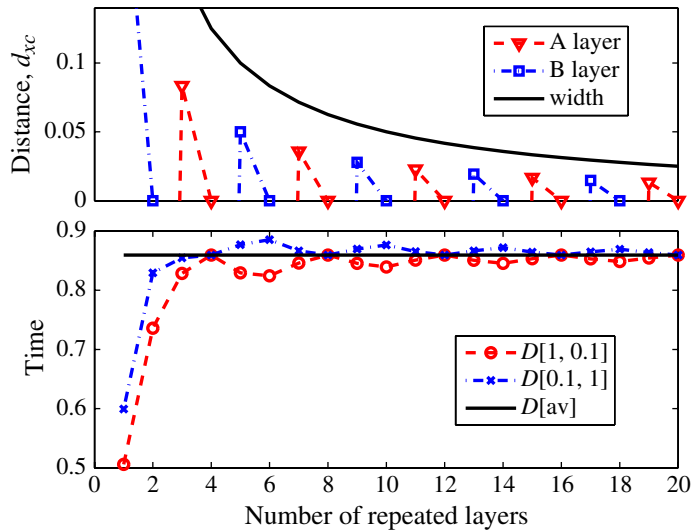 Distance, d_xc
0.1
0.05
0
A layer
B layer
width
Time
0.9
0.8
0.7
0.6
0.5
D[1, 0.1]
D[0.1, 1]
D[av]
0 2 4 6 8 10 12 14 16 18 20
Number of repeated layers